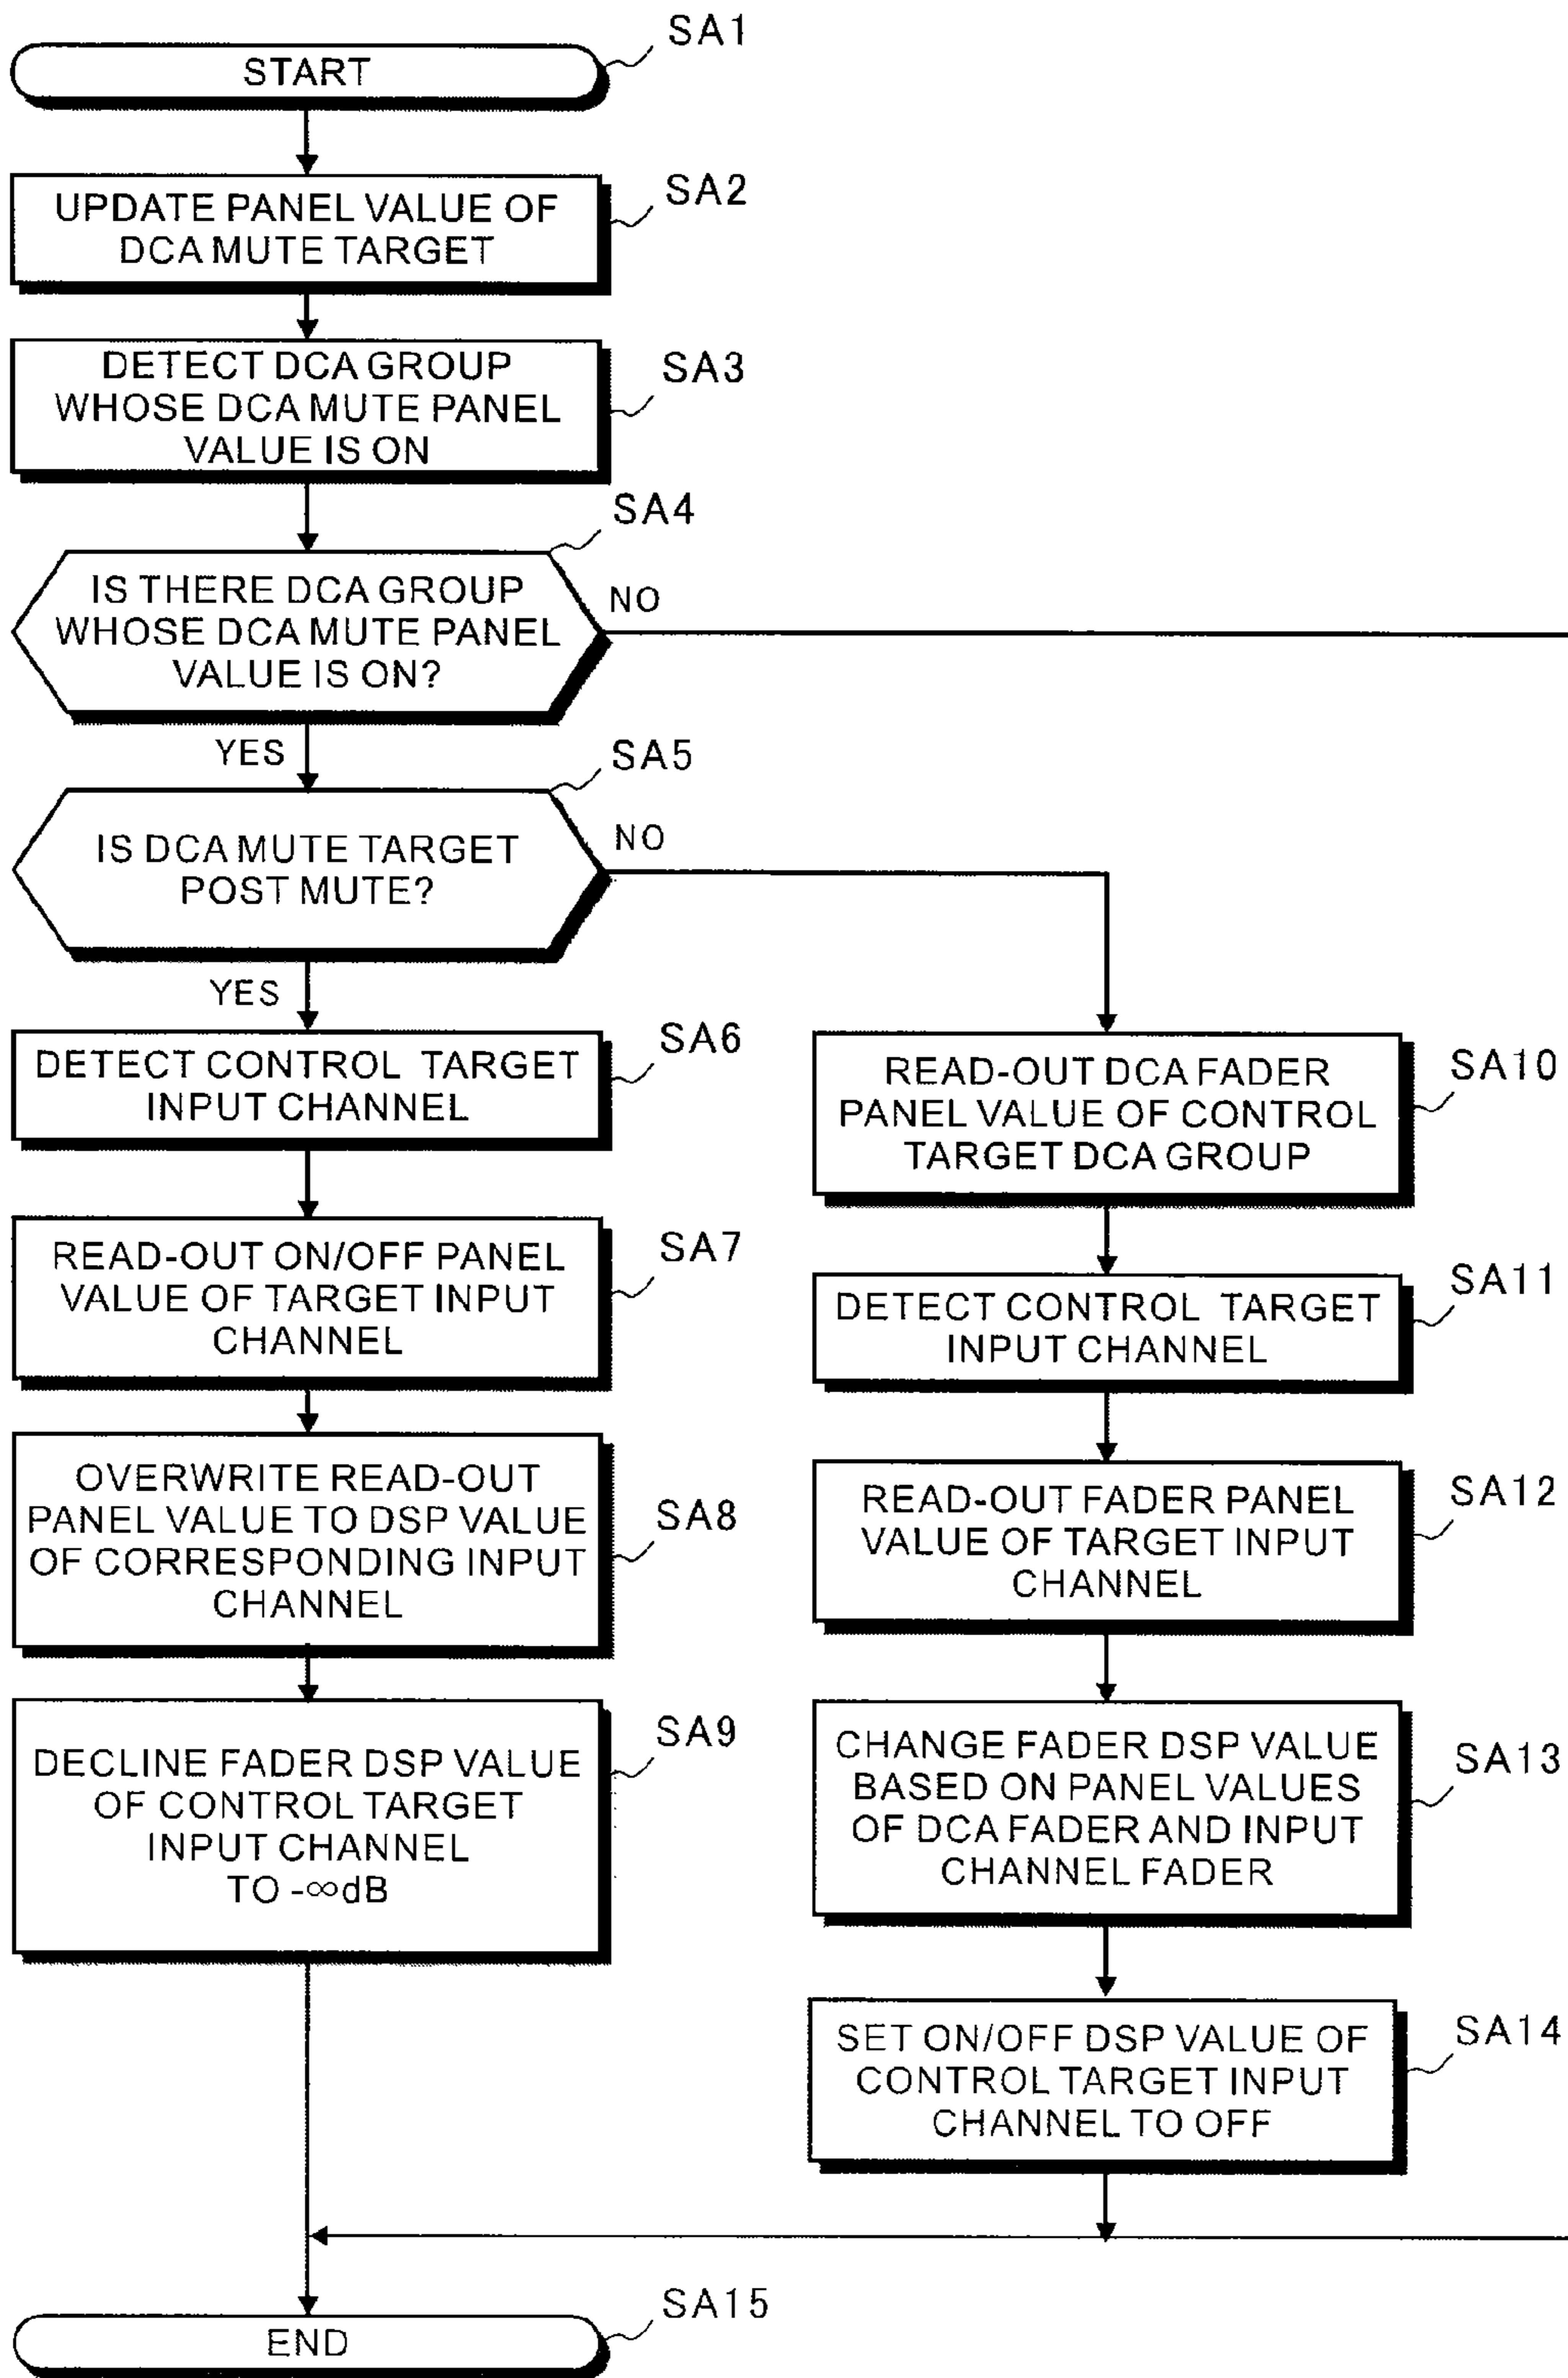 START
SA1
UPDATE PANEL VALUE OF
DCA MUTE TARGET
SA2
DETECT DCA GROUP
WHOSE DCA MUTE PANEL
VALUE IS ON
SA3
IS THERE DCA GROUP
WHOSE DCA MUTE PANEL
VALUE IS ON?
SA4
NO
YES
IS DCA MUTE TARGET
POST MUTE?
SA5
NO
YES
DETECT CONTROL TARGET
INPUT CHANNEL
SA6
READ-OUT ON/OFF PANEL
VALUE OF TARGET INPUT
CHANNEL
SA7
OVERWRITE READ-OUT
PANEL VALUE TO DSP VALUE
OF CORRESPONDING INPUT
CHANNEL
SA8
DECLINE FADER DSP VALUE
OF CONTROL TARGET
INPUT CHANNEL
TO -∞dB
SA9
READ-OUT DCA FADER
PANEL VALUE OF CONTROL
TARGET DCA GROUP
SA10
DETECT CONTROL TARGET
INPUT CHANNEL
SA11
READ-OUT FADER PANEL
VALUE OF TARGET INPUT
CHANNEL
SA12
CHANGE FADER DSP VALUE
BASED ON PANEL VALUES
OF DCA FADER AND INPUT
CHANNEL FADER
SA13
SET ON/OFF DSP VALUE OF
CONTROL TARGET INPUT
CHANNEL TO OFF
SA14
END
SA15